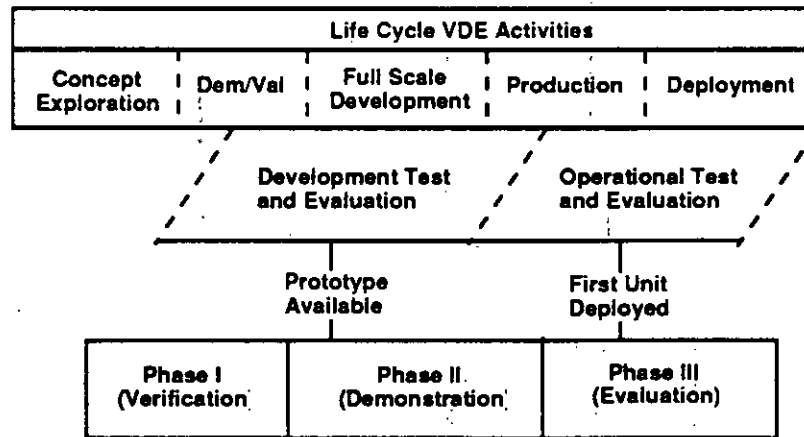 Life Cycle VDE Activities
Concept Exploration
Dem/Val
Full Scale Development
Production
Deployment
Development Test
and Evaluation
Operational Test
and Evaluation
Prototype
Available
First Unit
Deployed
Phase I
(Verification
Phase II
(Demonstration)
Phase III
(Evaluation)